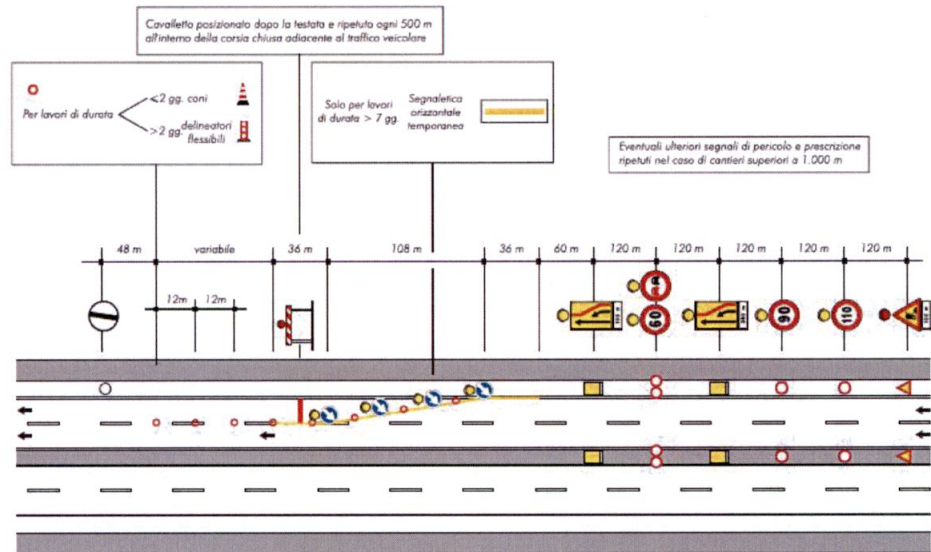 Cavalletto posizionato dopo la testata e ripetuto ogni 500 m
all'interno della corsia chiusa adiacente al traffico veicolare
Per lavori di durata
<2 gg. coni
>2 gg. delineatori
flessibili
Solo per lavori
di durata > 7 gg.
Segnaletica
orizzontale
temporanea
Eventuali ulteriori segnali di pericolo e prescrizione
ripetuti nel caso di cantieri superiori a 1.000 m
48 m variabile 36 m 108 m 36 m 60 m 120 m 120 m 120 m 120 m 120 m
12m 12m
60 90 110